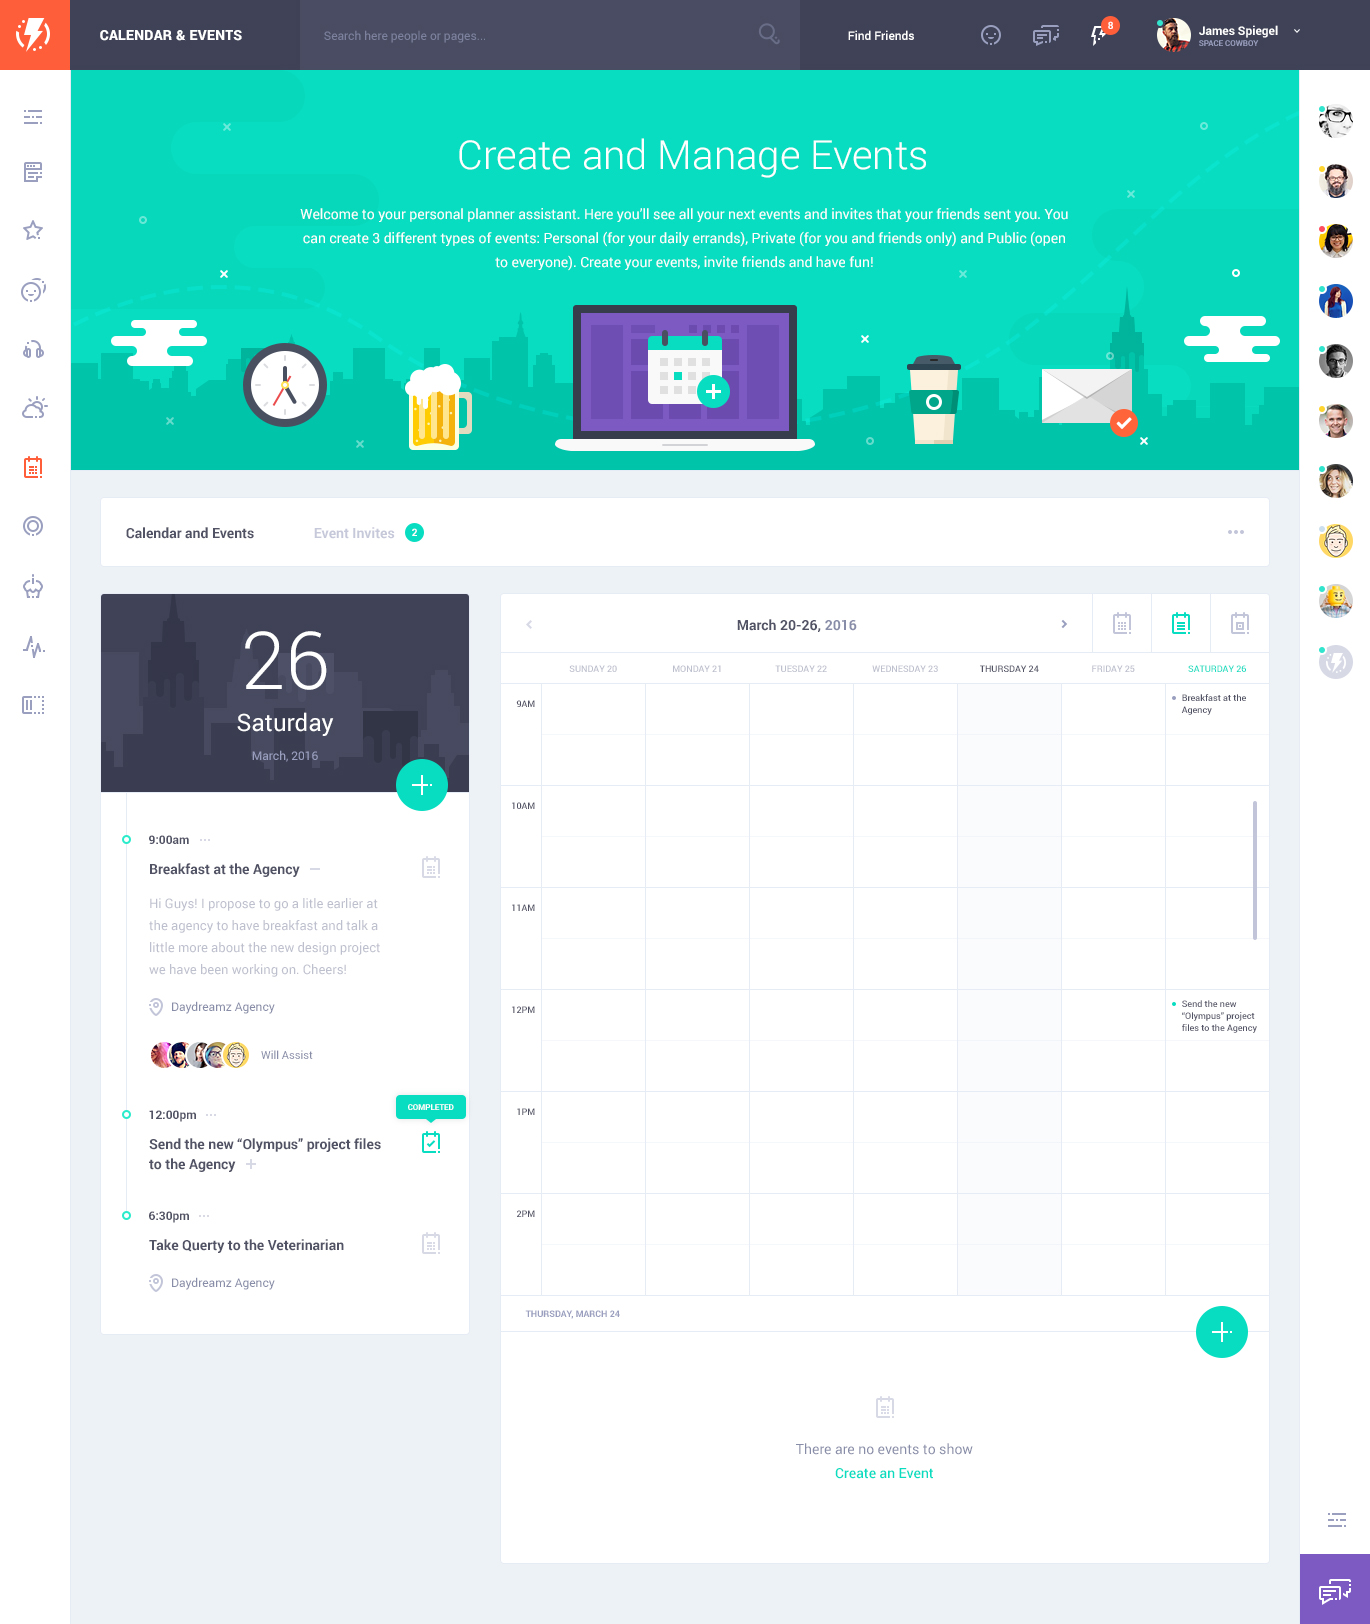 CALENDAR & EVENTS
Search here people or pages...
Find Friends
8
James Spiegel
SPACE COWBOY
Create and Manage Events
Welcome to your personal planner assistant. Here you'll see all your next events and invites that your friends sent you. You
can create 3 different types of events: Personal (for your daily errands), Private (for you and friends only) and Public (open
to everyone). Create your events, invite friends and have fun!
Calendar and Events
Event Invites 2
26
Saturday
March, 2016
9:00am
Breakfast at the Agency
Hi Guys! I propose to go a litle earlier at
the agency to have breakfast and talk a
little more about the new design project
we have been working on. Cheers!
Daydreamz Agency
Will Assist
12:00pm
COMPLETED
Send the new “Olympus” project files
to the Agency
6:30pm
Take Querty to the Veterinarian
Daydreamz Agency
March 20-26, 2016
SUNDAY 20 MONDAY 21 TUESDAY 22 WEDNESDAY 23 THURSDAY 24 FRIDAY 25 SATURDAY 26
9AM
Breakfast at the
Agency
10AM
11AM
12PM
Send the new
“Olympus” project
files to the Agency
1PM
2PM
THURSDAY, MARCH 24
There are no events to show
Create an Event